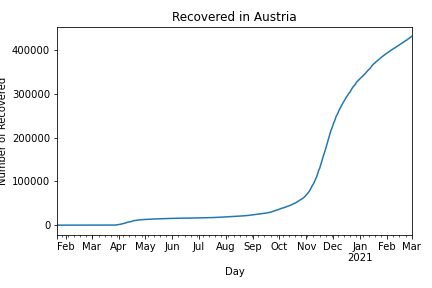 Recovered in Austria
Number of Recovered
400000
300000
200000
100000
0
Feb Mar Apr May Jun Jul Aug Sep Oct Nov Dec Jan Feb Mar
2021
Day